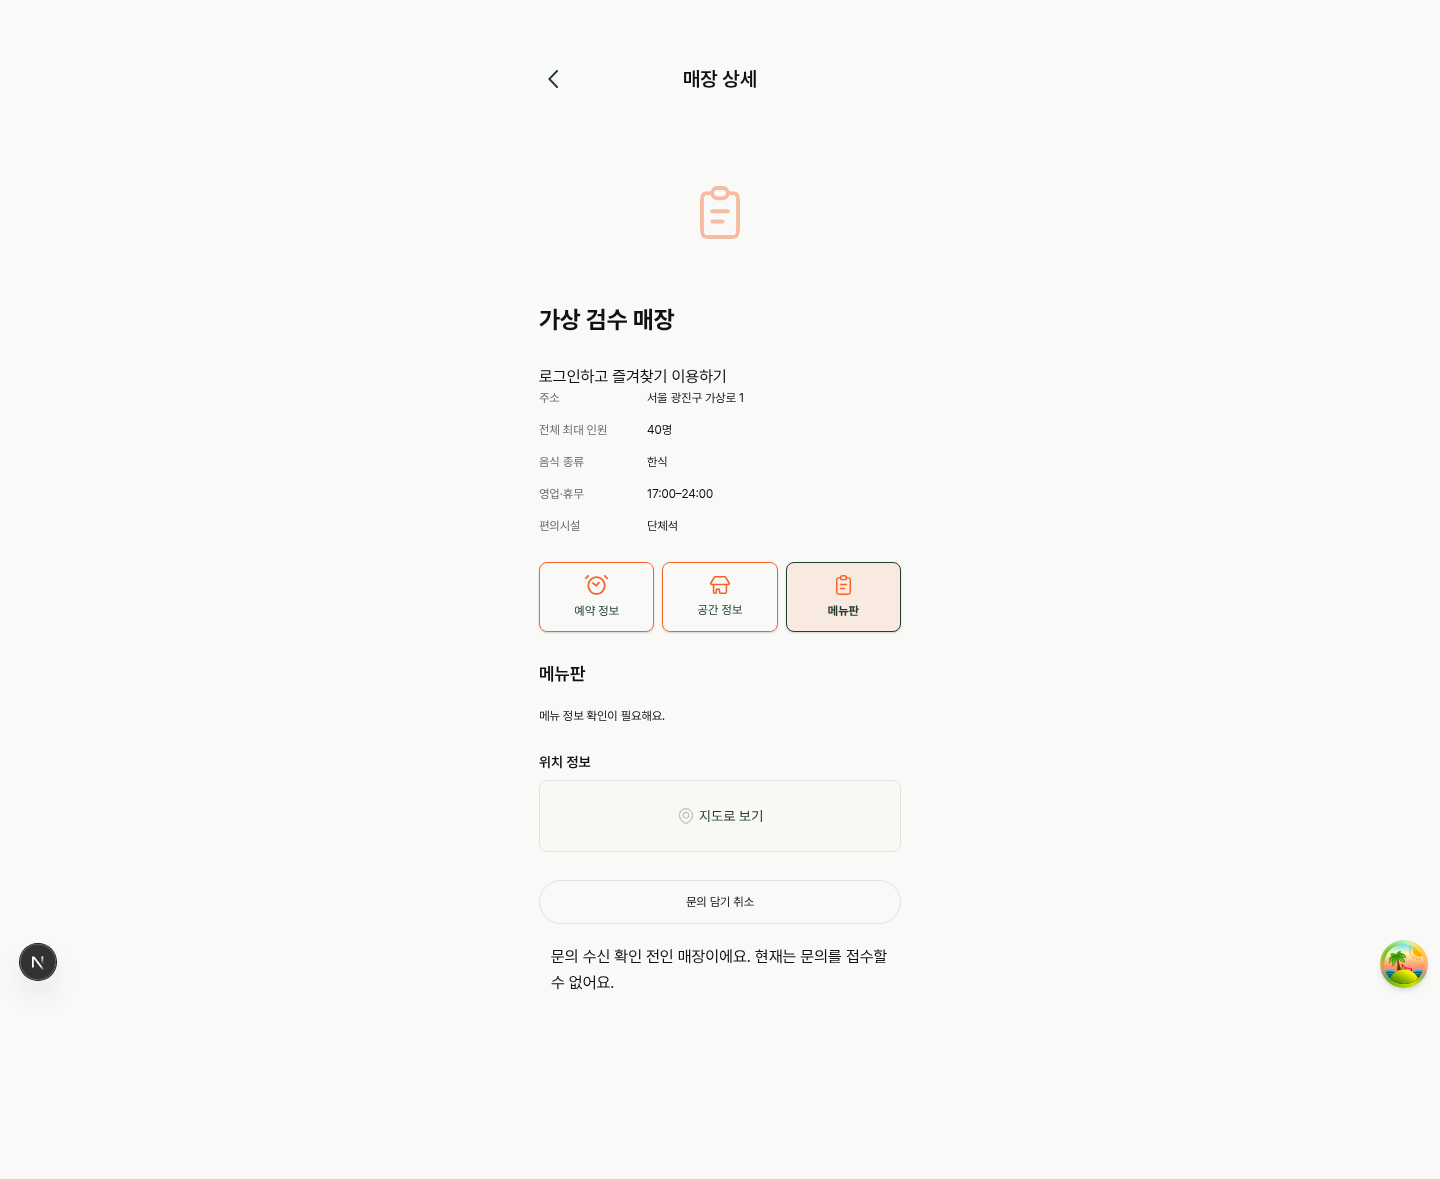 매장 상세
가상 검수 매장
로그인하고 즐겨찾기 이용하기
주소 서울 광진구 가상로 1
전체 최대 인원 40명
음식 종류 한식
영업·휴무 17:00–24:00
편의시설 단체석
예약 정보 공간 정보 메뉴판
메뉴판
메뉴 정보 확인이 필요해요.
위치 정보
지도로 보기
문의 담기 취소
문의 수신 확인 전인 매장이에요. 현재는 문의를 접수할
수 없어요.
N